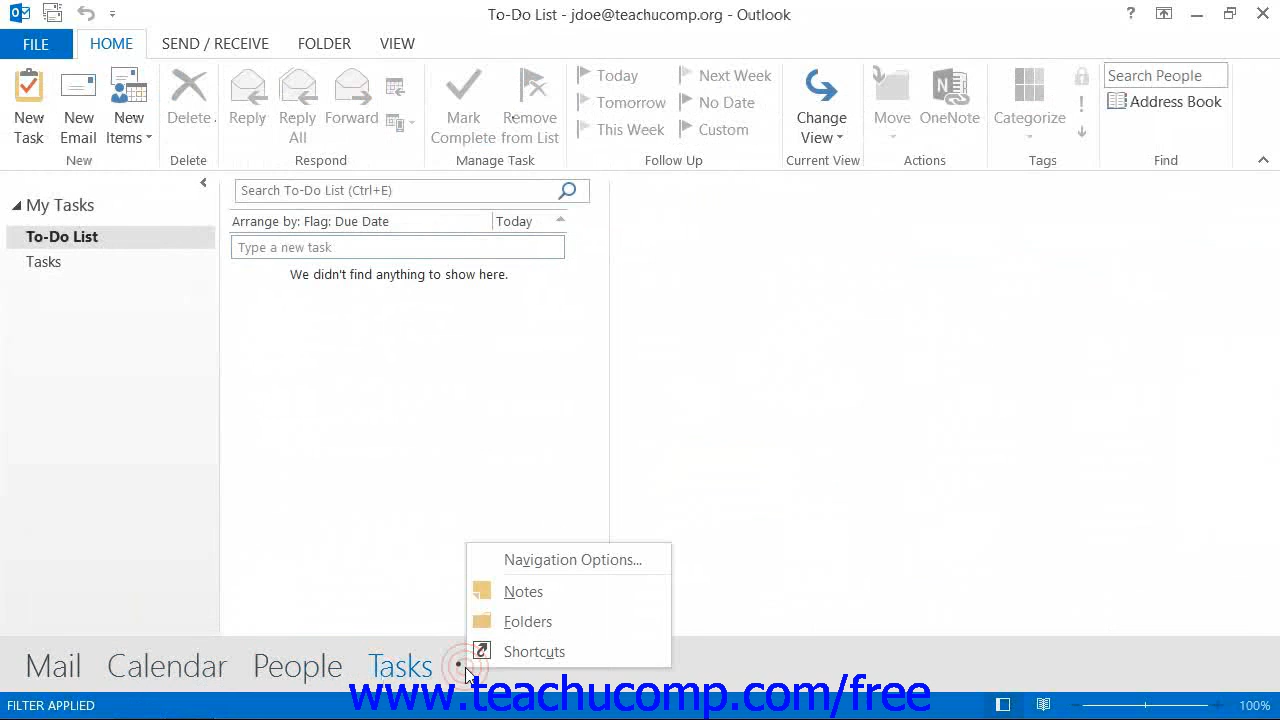 To-Do List - jdoe@teachucomp.org - Outlook
FILE HOME SEND / RECEIVE FOLDER VIEW
New Task
New Email
New Items
Delete
Reply
Reply All
Forward
Mark Complete
Remove from List
Today
Tomorrow
This Week
Next Week
No Date
Custom
Change View
Move
OneNote
Categorize
Search People
Address Book
New
Delete
Respond
Manage Task
Follow Up
Current View
Actions
Tags
Find
My Tasks
To-Do List
Tasks
Search To-Do List (Ctrl+E)
Arrange by: Flag: Due Date Today
Type a new task
We didn't find anything to show here.
Navigation Options...
Notes
Folders
Shortcuts
Mail Calendar People Tasks
www.teachucomp.com/free
FILTER APPLIED
100%